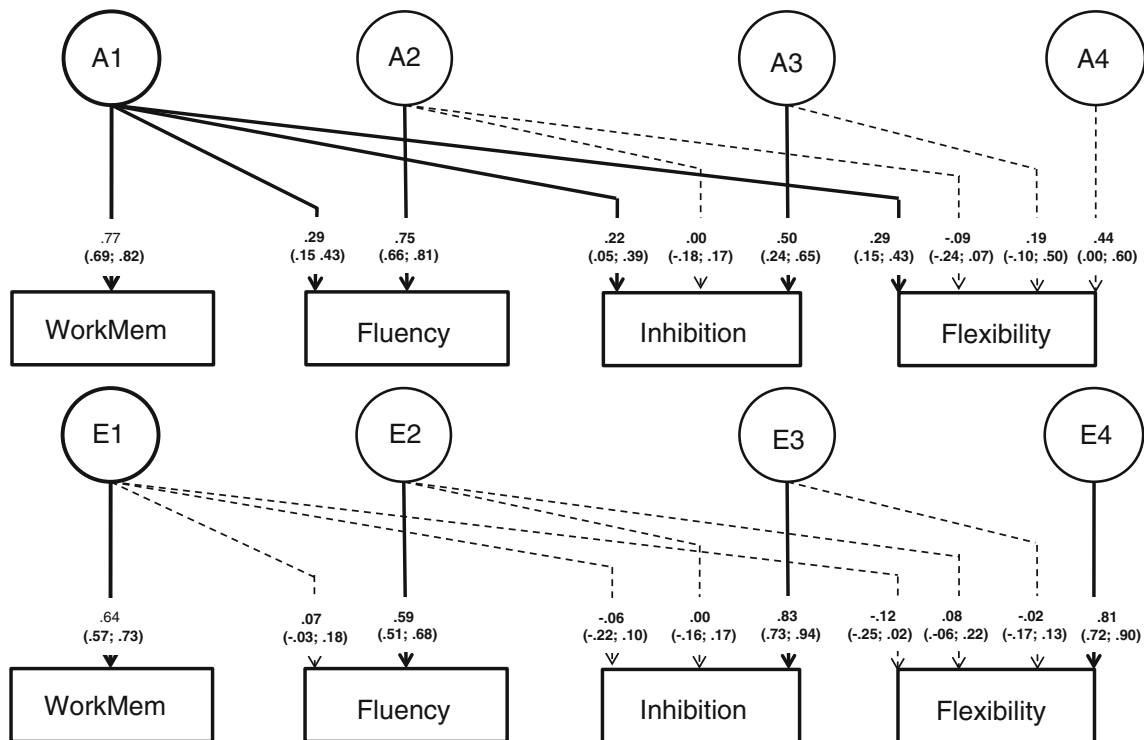 A1 A2 A3 A4
.77 .29 .75 .22 .00 .50 .29 -.09 .19 .44
(.69; .82) (.15 .43) (.66; .81) (.05; .39) (-.18; .17) (.24; .65) (.15; .43) (-.24; .07) (-.10; .50) (.00; .60)
WorkMem Fluency Inhibition Flexibility
E1 E2 E3 E4
.64 .07 .59 -.06 .00 .83 -.12 .08 -.02 .81
(.57; .73) (-.03; .18) (.51; .68) (-.22; .10) (-.16; .17) (.73; .94) (-.25; .02) (-.06; .22) (-.17; .13) (.72; .90)
WorkMem Fluency Inhibition Flexibility